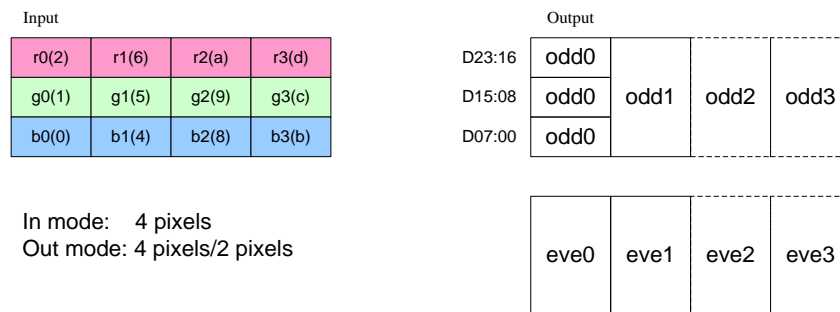 Input
r0(2) r1(6) r2(a) r3(d)
g0(1) g1(5) g2(9) g3(c)
b0(0) b1(4) b2(8) b3(b)
In mode: 4 pixels
Out mode: 4 pixels/2 pixels
Output
D23:16 odd0
D15:08 odd0 odd1 odd2 odd3
D07:00 odd0
eve0 eve1 eve2 eve3